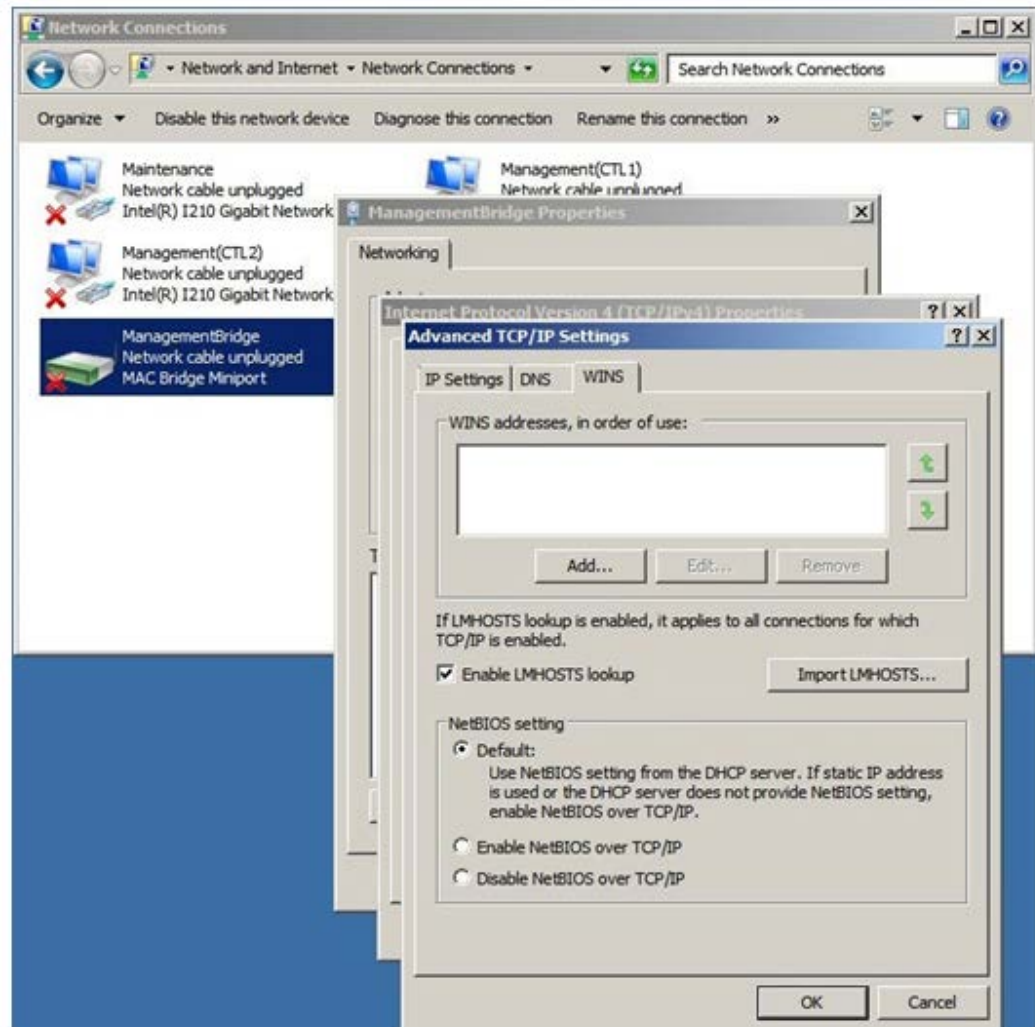 Network Connections
Network and Internet
Network Connections
Search Network Connections
Organize
Disable this network device
Diagnose this connection
Rename this connection
»
Maintenance
Network cable unplugged
Intel(R) I210 Gigabit Network
Management(CTL1)
Network cable unplugged
Management(CTL2)
Network cable unplugged
Intel(R) I210 Gigabit Network
ManagementBridge
Network cable unplugged
MAC Bridge Miniport
ManagementBridge Properties
Networking
Internet Protocol Version 4 (TCP/IPv4) Properties
Advanced TCP/IP Settings
IP Settings
DNS
WINS
WINS addresses, in order of use:
Add...
Edit...
Remove
If LMHOSTS lookup is enabled, it applies to all connections for which
TCP/IP is enabled.
Enable LMHOSTS lookup
Import LMHOSTS...
NetBIOS setting
Default:
Use NetBIOS setting from the DHCP server. If static IP address
is used or the DHCP server does not provide NetBIOS setting,
enable NetBIOS over TCP/IP.
Enable NetBIOS over TCP/IP
Disable NetBIOS over TCP/IP
OK
Cancel